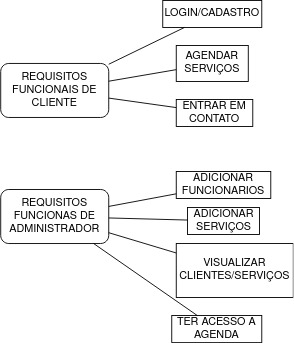 LOGIN/CADASTRO
REQUISITOS
FUNCIONAIS DE
CLIENTE
AGENDAR
SERVIÇOS
ENTRAR EM
CONTATO
REQUISITOS
FUNCIONAS DE
ADMINISTRADOR
ADICIONAR
FUNCIONARIOS
ADICIONAR
SERVIÇOS
VISUALIZAR
CLIENTES/SERVIÇOS
TER ACESSO A
AGENDA